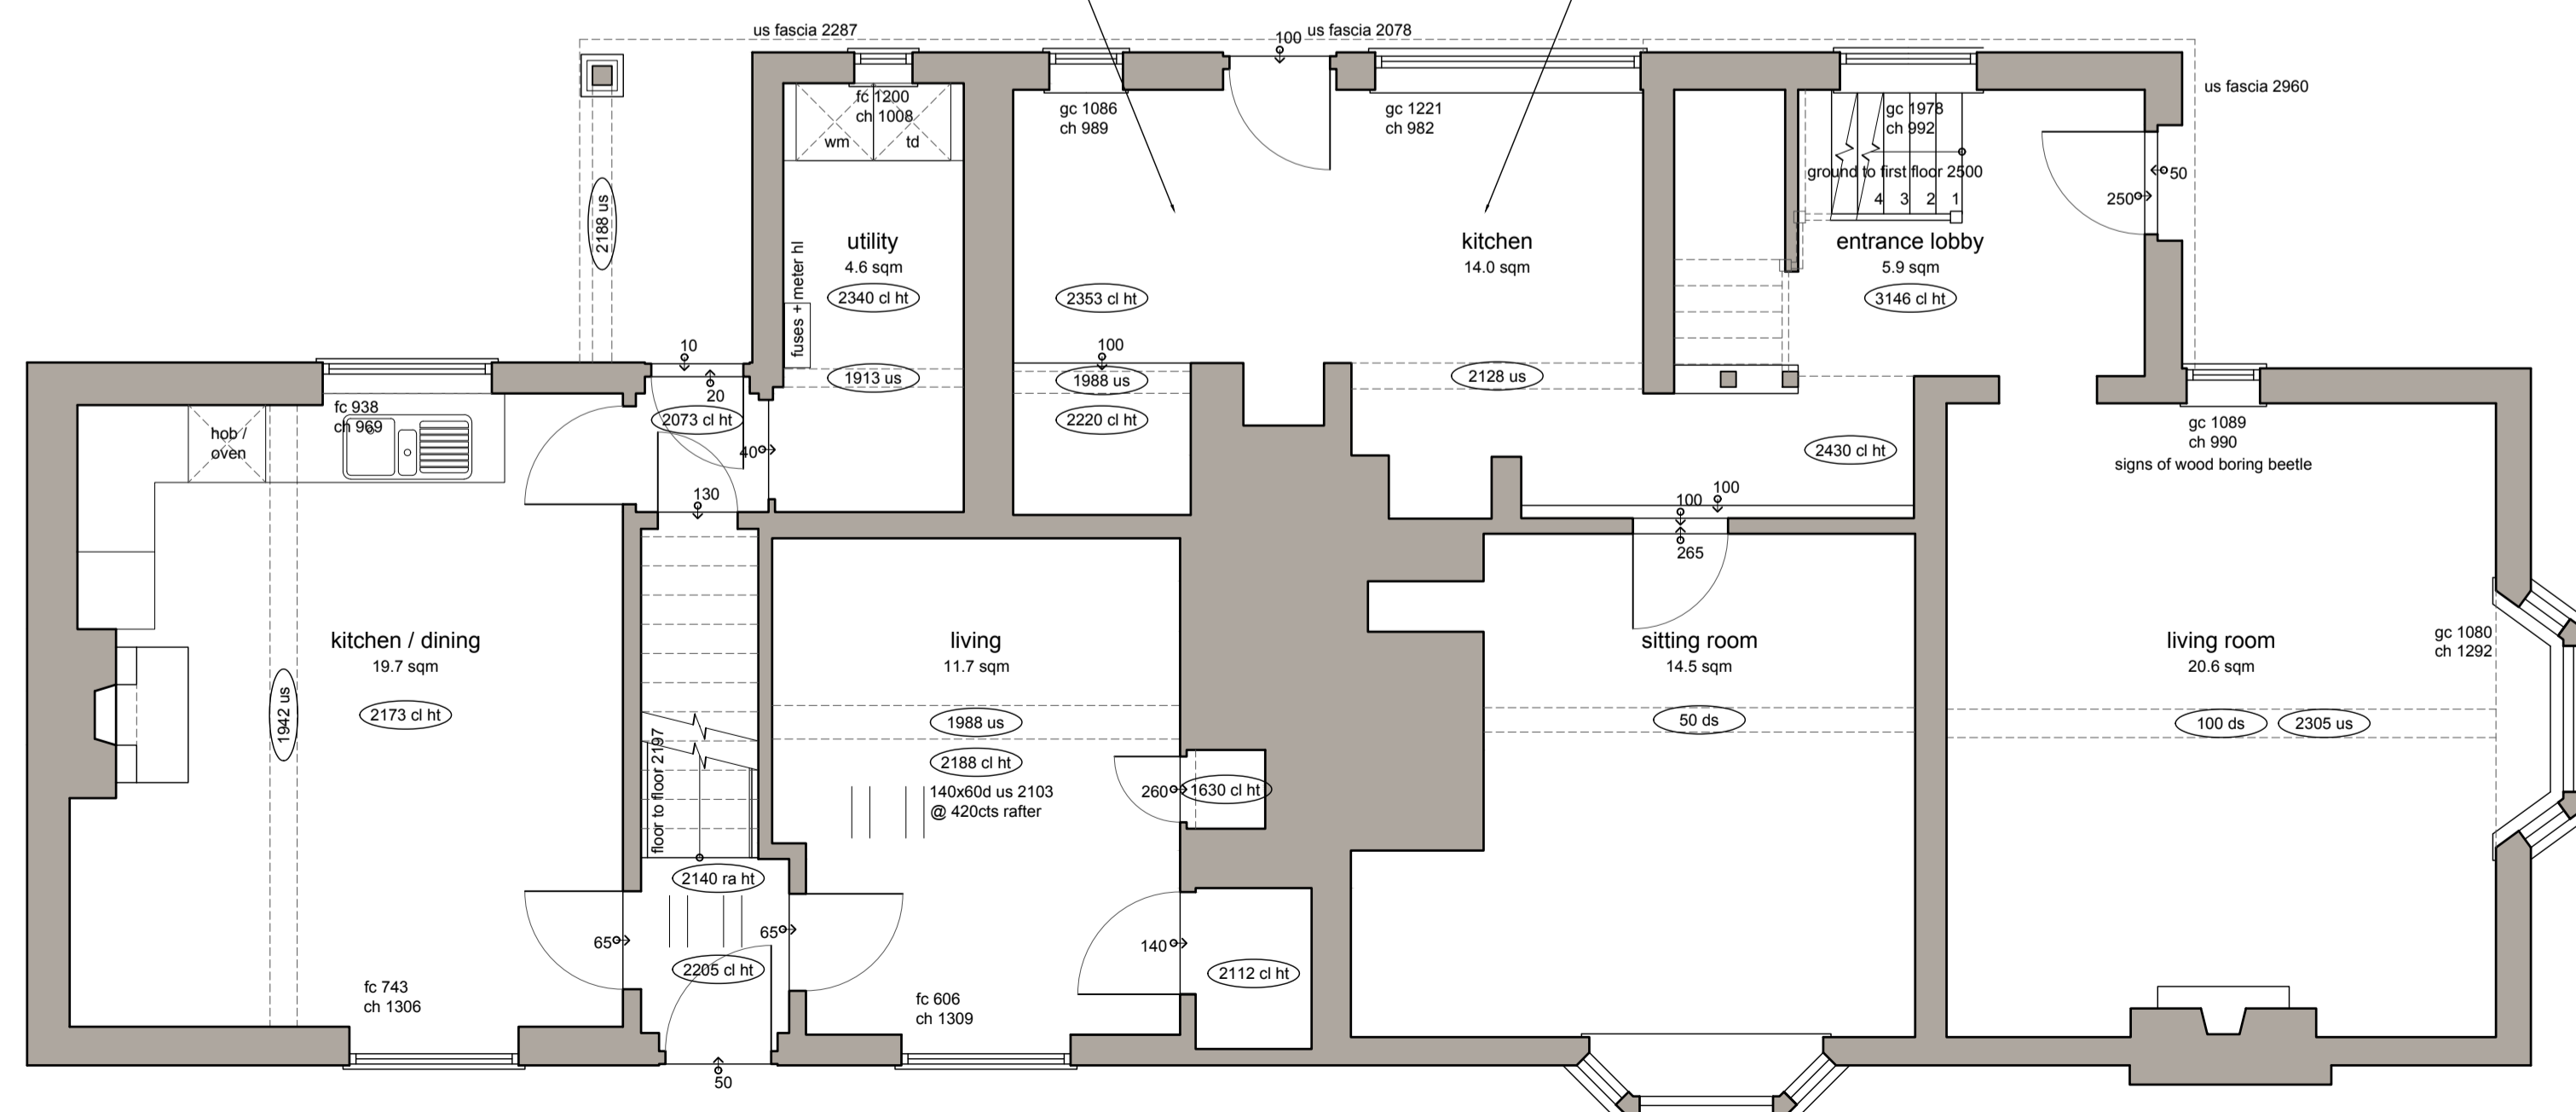 us fascia 2287
100
us fascia 2078
us fascia 2960
fc 1200
ch 1008
wm
td
gc 1086
ch 989
gc 1221
ch 982
gc 1978
ch 992
ground to first floor 2500
4 3 2 1
50
250
2188 us
utility
4.6 sqm
2340 cl ht
fuses + meter hl
1913 us
kitchen
14.0 sqm
2353 cl ht
100
1988 us
2220 cl ht
2128 us
entrance lobby
5.9 sqm
3146 cl ht
2430 cl ht
10
20
2073 cl ht
40
130
fc 938
ch 969
hob /
oven
100
100
265
gc 1089
ch 990
signs of wood boring beetle
kitchen / dining
19.7 sqm
2173 cl ht
1942 us
floor to floor 2197
living
11.7 sqm
1988 us
2188 cl ht
140x60d us 2103
@ 420cts rafter
260
1630 cl ht
sitting room
14.5 sqm
50 ds
living room
20.6 sqm
100 ds
2305 us
gc 1080
ch 1292
2140 ra ht
65
65
2205 cl ht
140
2112 cl ht
fc 743
ch 1306
fc 606
ch 1309
50